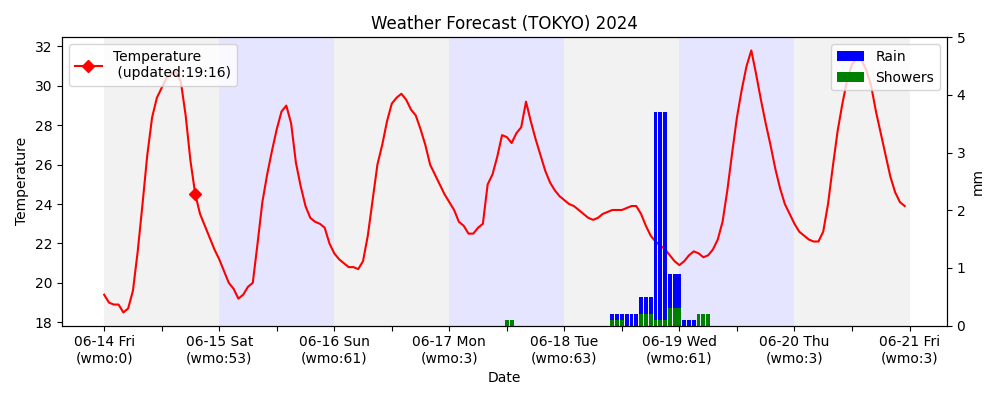 Weather Forecast (TOKYO) 2024
Temperature
(updated:19:16)
Rain
Showers
32
30
28
26
24
22
20
18
Temperature
5
4
3
2
1
0
mm
06-14 Fri
(wmo:0)
06-15 Sat
(wmo:53)
06-16 Sun
(wmo:61)
06-17 Mon
(wmo:3)
06-18 Tue
(wmo:63)
06-19 Wed
(wmo:61)
06-20 Thu
(wmo:3)
06-21 Fri
(wmo:3)
Date